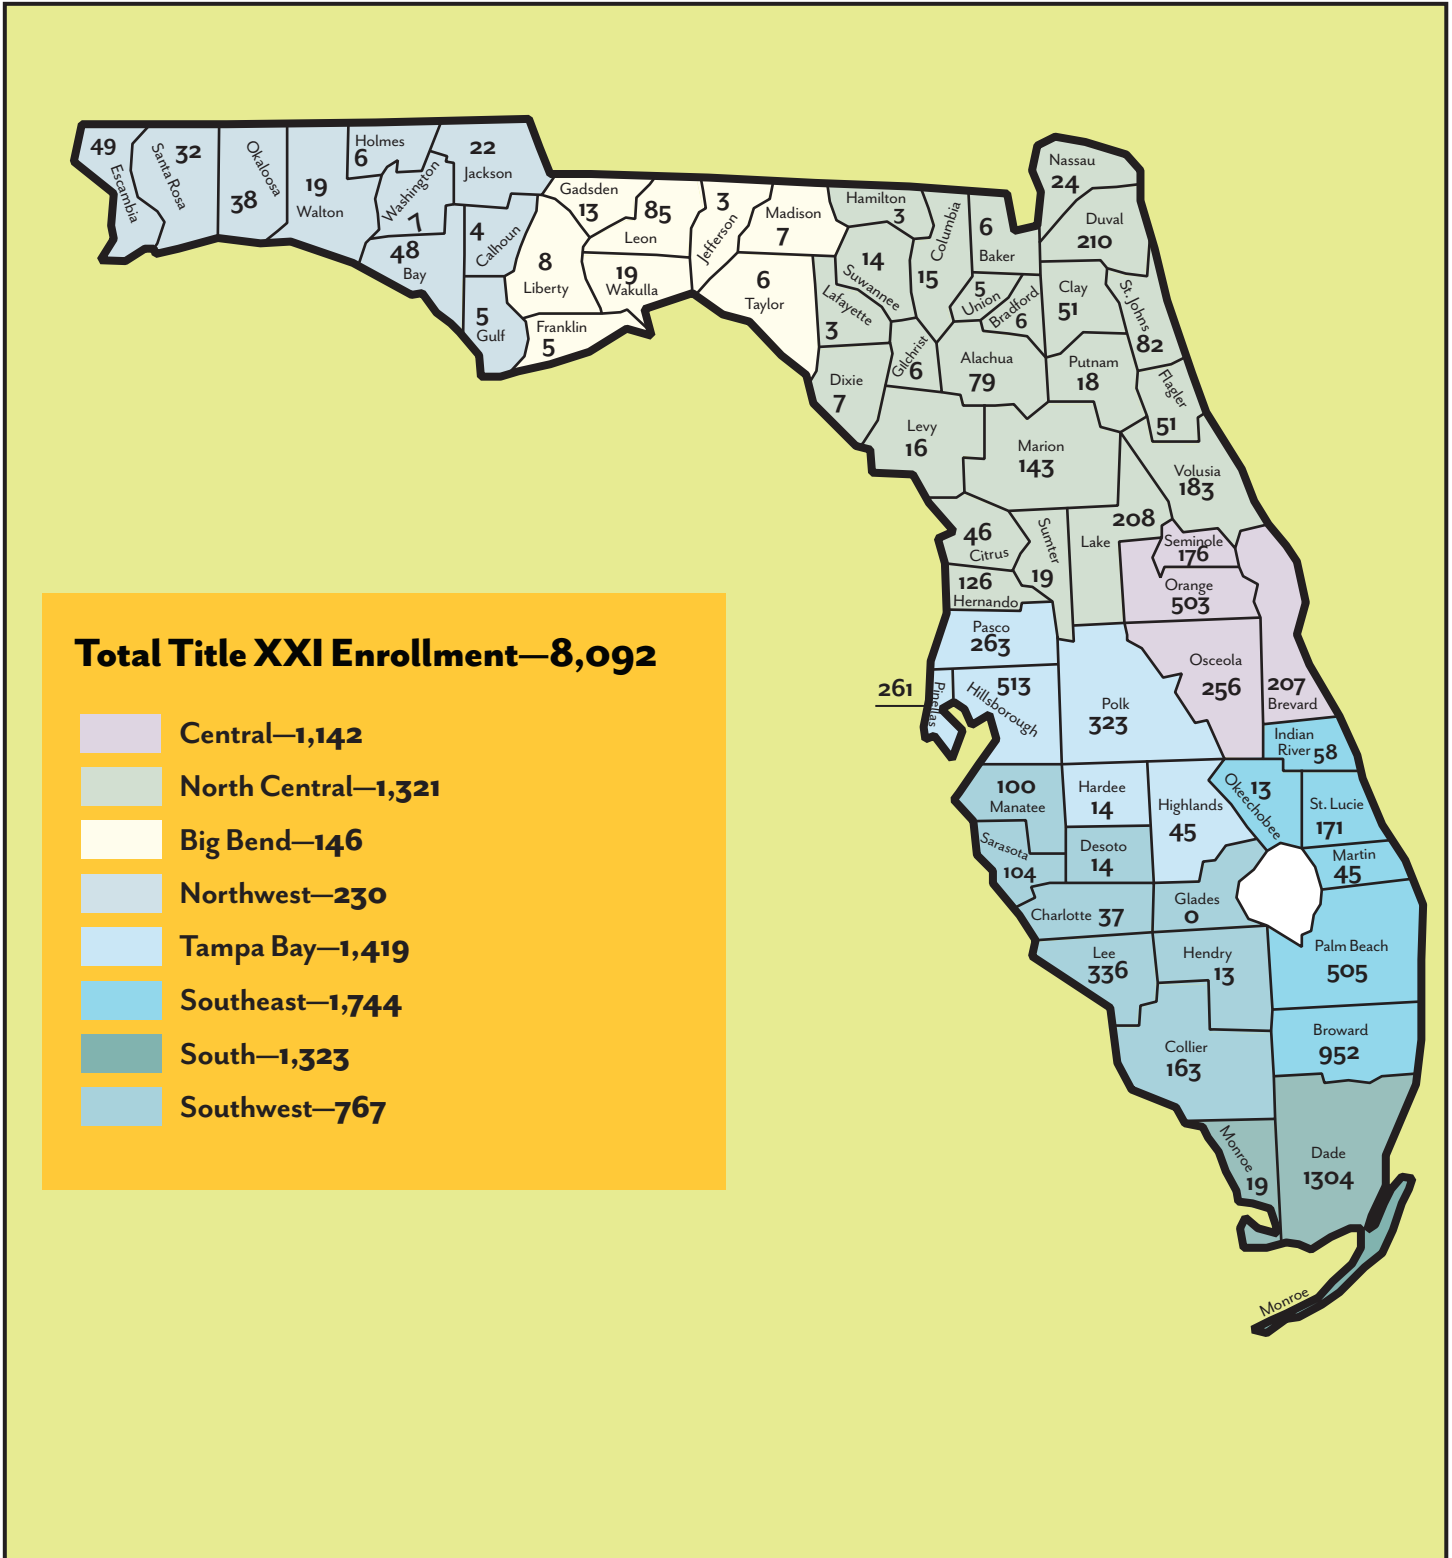 49
Escambia
32
Santa Rosa
Okaloosa
38
19
Walton
Holmes
6
Washington
7
22
Jackson
48
Bay
4
Calhoun
5
Gulf
Gadsden
13
85
Leon
8
Liberty
19
Wakulla
Franklin
5
3
Jefferson
Madison
7
6
Taylor
Hamilton
3
14
Suwannee
Lafayette
3
Columbia
15
6
Baker
Nassau
24
Duval
210
5
Union
Bradford
6
Clay
51
St. Johns
82
Dixie
7
Gilchrist
6
Alachua
79
Putnam
18
Flagler
51
Levy
16
Marion
143
Volusia
183
46
Citrus
Sumter
19
208
Lake
Seminole
176
126
Hernando
Orange
503
Pasco
263
Osceola
256
207
Brevard
261
Pinellas
513
Hillsborough
Polk
323
Indian
River 58
100
Manatee
Hardee
14
Highlands
45
13
Okeechobee
St. Lucie
171
Sarasota
104
Desoto
14
Martin
45
Charlotte 37
Glades
0
Lee
336
Hendry
13
Palm Beach
505
Collier
163
Broward
952
Monroe
19
Dade
1304
Monroe
Total Title XXI Enrollment—8,092
Central—1,142
North Central—1,321
Big Bend—146
Northwest—230
Tampa Bay—1,419
Southeast—1,744
South—1,323
Southwest—767